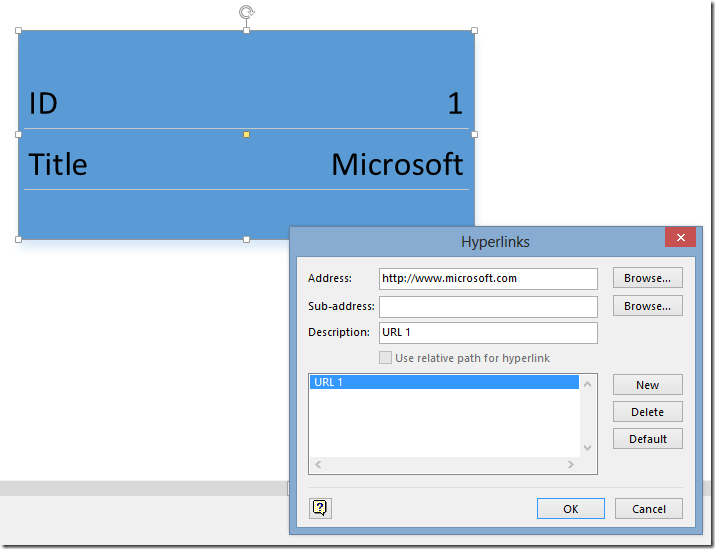 ID 1
Title Microsoft
Hyperlinks
Address: http://www.microsoft.com Browse...
Sub-address: Browse...
Description: URL 1
Use relative path for hyperlink
URL 1
New
Delete
Default
OK Cancel